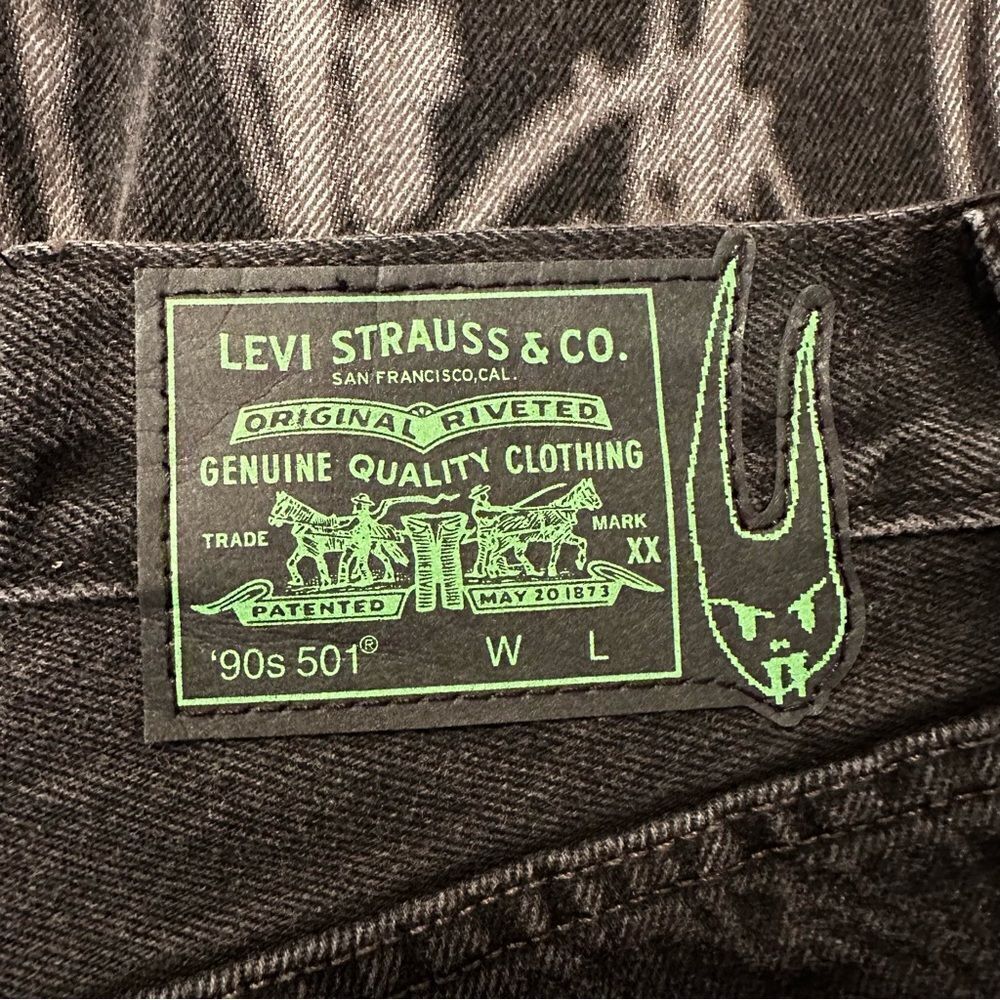 LEVI STRAUSS & CO.
SAN FRANCISCO, CAL.
ORIGINAL RIVETED
GENUINE QUALITY CLOTHING
TRADE MARK
XX
PATENTED MAY 20 1873
'90s 501® W L